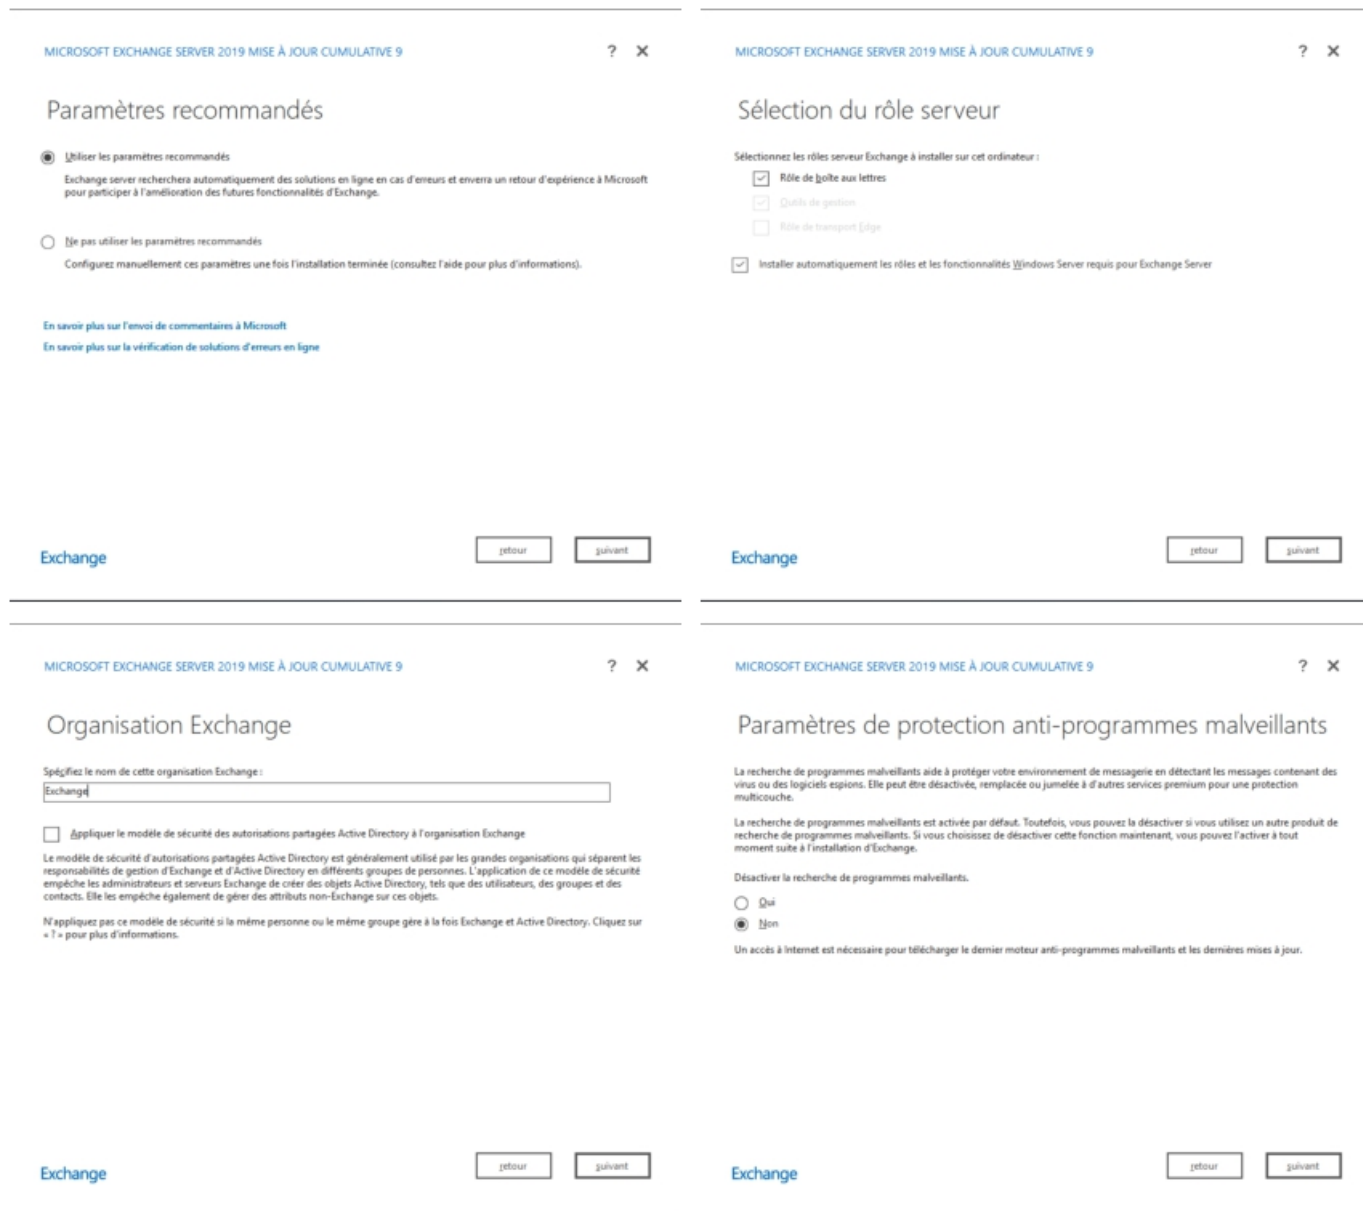 MICROSOFT EXCHANGE SERVER 2019 MISE À JOUR CUMULATIVE 9
? ✕
Paramètres recommandés
Utiliser les paramètres recommandés
Exchange server recherchera automatiquement des solutions en ligne en cas d'erreurs et enverra un retour d'expérience à Microsoft
pour participer à l'amélioration des futures fonctionnalités d'Exchange.
Ne pas utiliser les paramètres recommandés
Configurez manuellement ces paramètres une fois l'installation terminée (consultez l'aide pour plus d'informations).
En savoir plus sur l'envoi de commentaires à Microsoft
En savoir plus sur la vérification de solutions d'erreurs en ligne
Exchange
retour
suivant
MICROSOFT EXCHANGE SERVER 2019 MISE À JOUR CUMULATIVE 9
? ✕
Sélection du rôle serveur
Sélectionnez les rôles serveur Exchange à installer sur cet ordinateur :
Rôle de boîte aux lettres
Outils de gestion
Rôle de transport Edge
Installer automatiquement les rôles et les fonctionnalités Windows Server requis pour Exchange Server
Exchange
retour
suivant
MICROSOFT EXCHANGE SERVER 2019 MISE À JOUR CUMULATIVE 9
? ✕
Organisation Exchange
Spécifiez le nom de cette organisation Exchange :
Exchange
Appliquer le modèle de sécurité des autorisations partagées Active Directory à l'organisation Exchange
Le modèle de sécurité d'autorisations partagées Active Directory est généralement utilisé par les grandes organisations qui séparent les
responsabilités de gestion d'Exchange et d'Active Directory en différents groupes de personnes. L'application de ce modèle de sécurité
empêche les administrateurs et serveurs Exchange de créer des objets Active Directory, tels que des utilisateurs, des groupes et des
contacts. Elle les empêche également de gérer des attributs non-Exchange sur ces objets.
N'appliquez pas ce modèle de sécurité si la même personne ou le même groupe gère à la fois Exchange et Active Directory. Cliquez sur
« ? » pour plus d'informations.
Exchange
retour
suivant
MICROSOFT EXCHANGE SERVER 2019 MISE À JOUR CUMULATIVE 9
? ✕
Paramètres de protection anti-programmes malveillants
La recherche de programmes malveillants aide à protéger votre environnement de messagerie en détectant les messages contenant des
virus ou des logiciels espions. Elle peut être désactivée, remplacée ou jumelée à d'autres services premium pour une protection
multicouche.
La recherche de programmes malveillants est activée par défaut. Toutefois, vous pouvez la désactiver si vous utilisez un autre produit de
recherche de programmes malveillants. Si vous choisissez de désactiver cette fonction maintenant, vous pouvez l'activer à tout
moment suite à l'installation d'Exchange.
Désactiver la recherche de programmes malveillants.
Oui
Non
Un accès à Internet est nécessaire pour télécharger le dernier moteur anti-programmes malveillants et les dernières mises à jour.
Exchange
retour
suivant